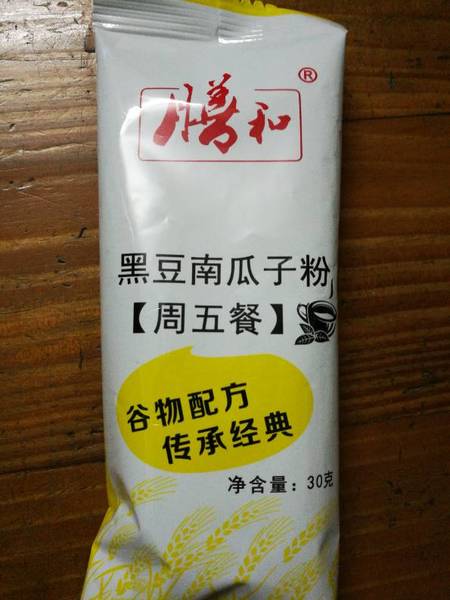 膳和®
黑豆南瓜子粉
【周五餐】
谷物配方
传承经典
净含量：30克